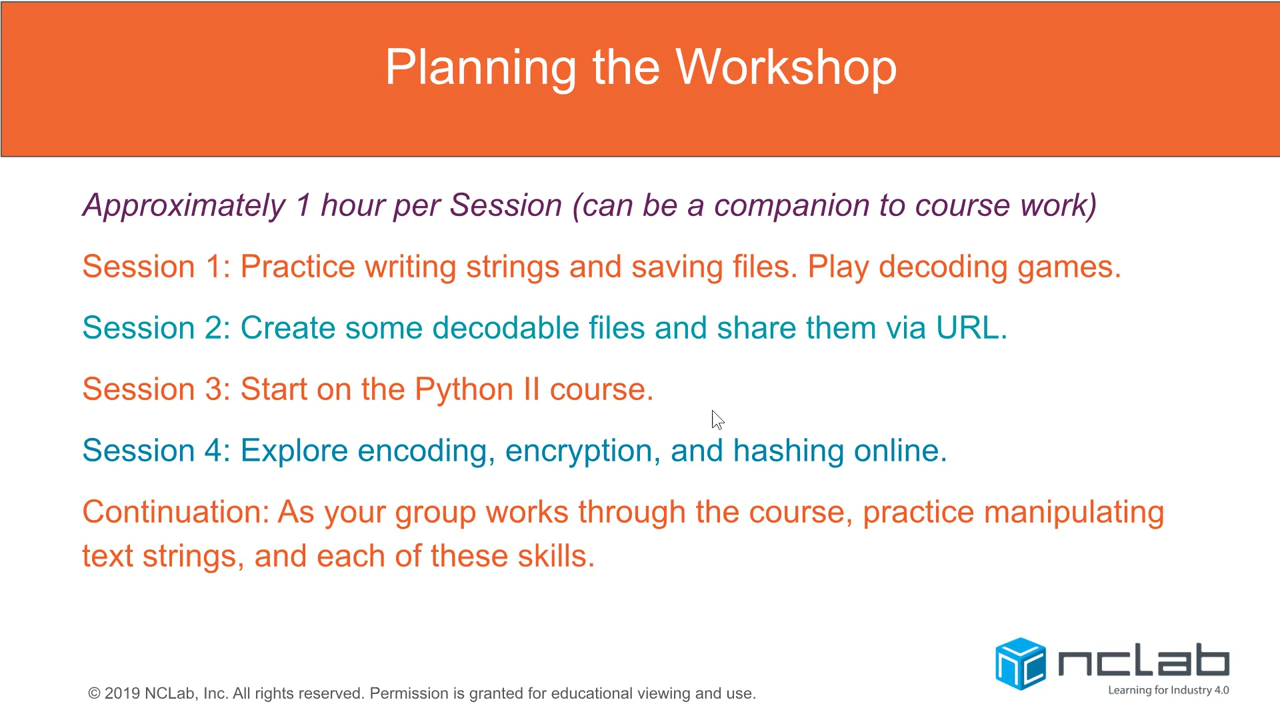 Planning the Workshop
Approximately 1 hour per Session (can be a companion to course work)
Session 1: Practice writing strings and saving files. Play decoding games.
Session 2: Create some decodable files and share them via URL.
Session 3: Start on the Python II course.
Session 4: Explore encoding, encryption, and hashing online.
Continuation: As your group works through the course, practice manipulating
text strings, and each of these skills.
nclab
Learning for Industry 4.0
© 2019 NCLab, Inc. All rights reserved. Permission is granted for educational viewing and use.